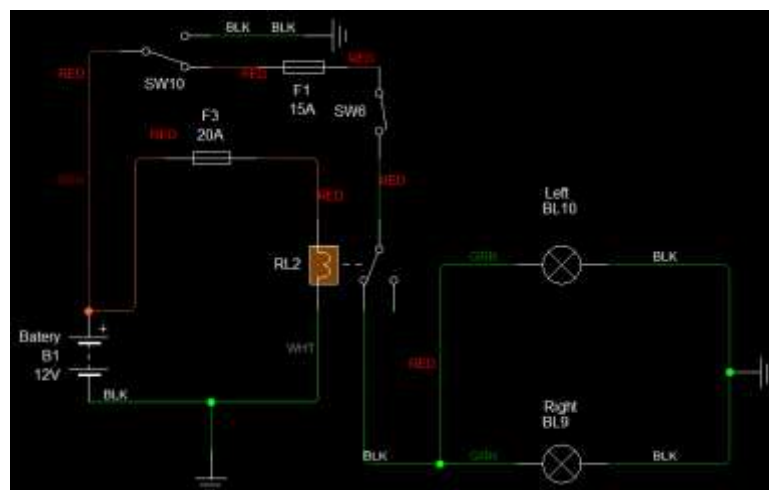 BLK BLK
RED
SW10
RED
RED
F1
15A
SW6
F3
20A
RED
RED
RED
RED
Left
BL10
GRN
BLK
RL2
WHT
Batery
B1
12V
+
RED
BLK
Right
BL9
BLK
GRN
BLK